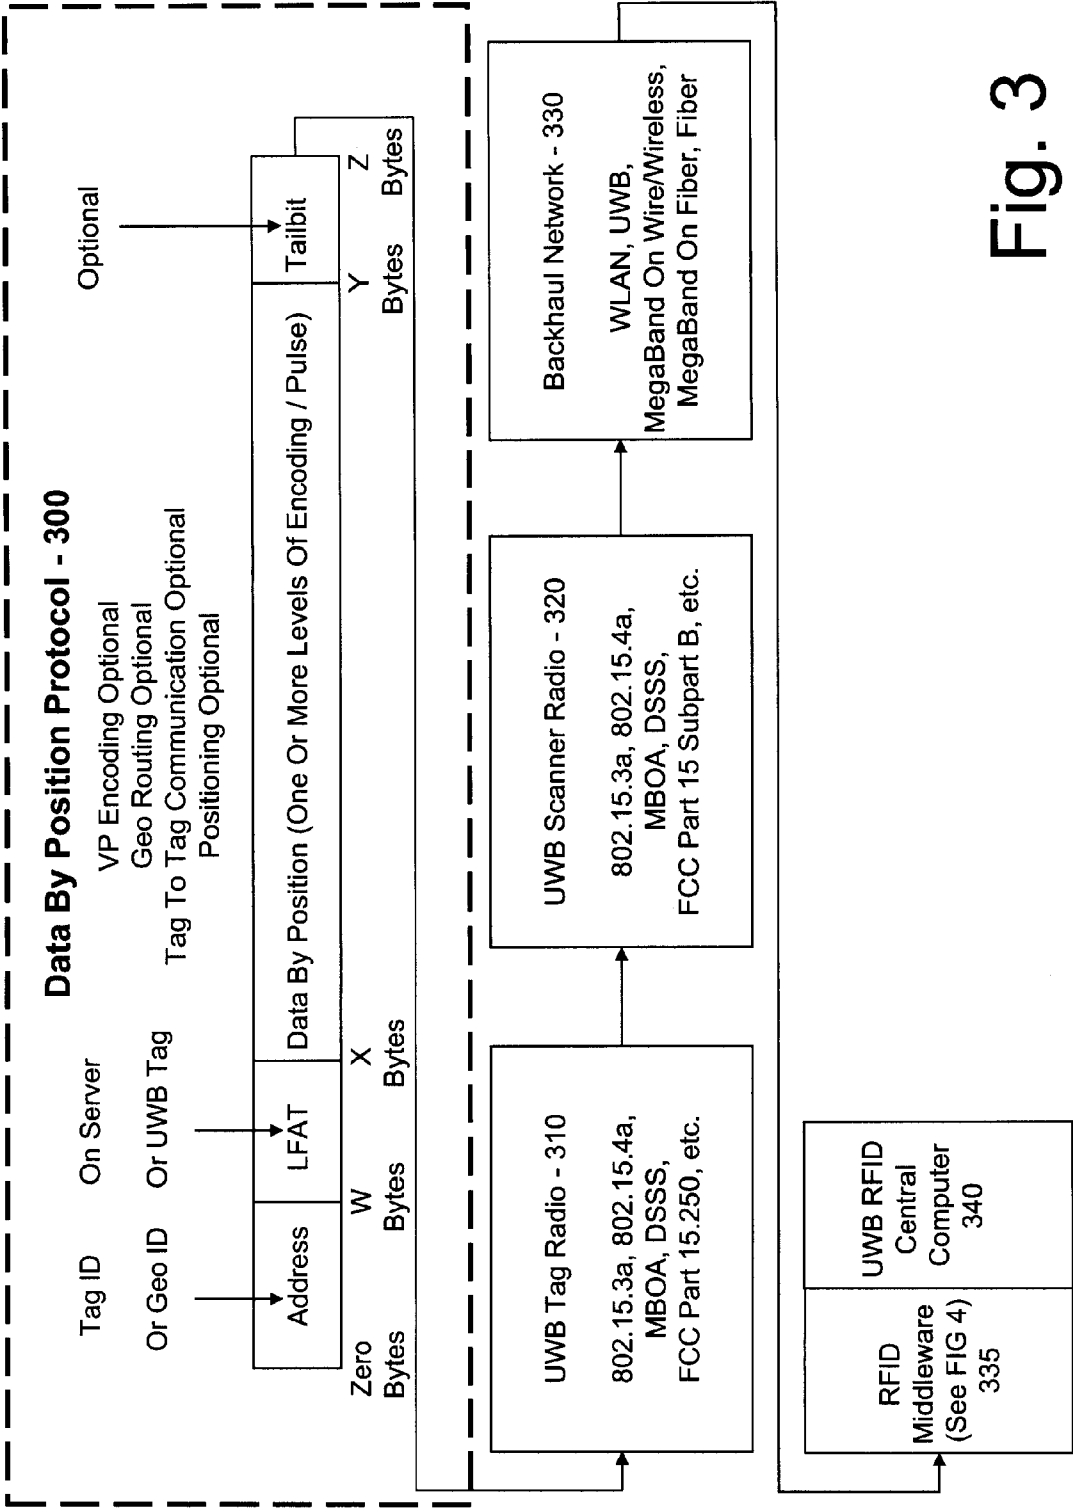 Data By Position Protocol - 300
Tag ID
Or Geo ID
On Server
Or UWB Tag
VP Encoding Optional
Geo Routing Optional
Tag To Tag Communication Optional
Positioning Optional
Optional
Address
LFAT
Data By Position (One Or More Levels Of Encoding / Pulse)
Tailbit
Zero
Bytes
W
Bytes
X
Bytes
Y
Bytes
Z
Bytes
UWB Tag Radio - 310
802.15.3a, 802.15.4a,
MBOA, DSSS,
FCC Part 15.250, etc.
UWB Scanner Radio - 320
802.15.3a, 802.15.4a,
MBOA, DSSS,
FCC Part 15 Subpart B, etc.
Backhaul Network - 330
WLAN, UWB,
MegaBand On Wire/Wireless,
MegaBand On Fiber, Fiber
RFID
Middleware
(See FIG 4)
335
UWB RFID
Central
Computer
340
Fig. 3